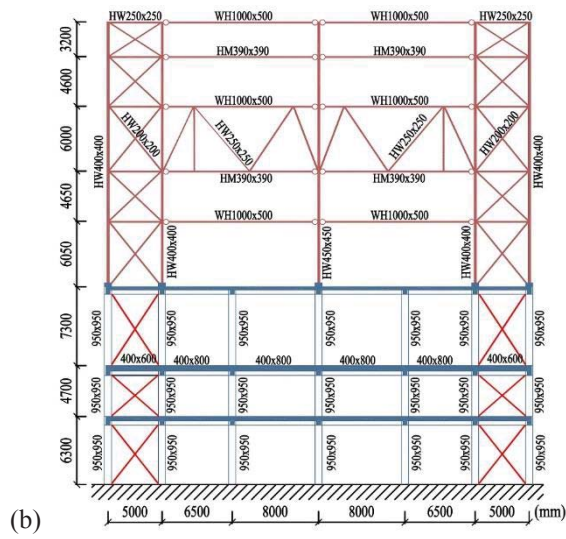 HW250x250 WH1000x500 WH1000x500 HW250x250
3200
HM390x390 HM390x390
4600
WH1000x500 WH1000x500
6000
HW200x200 HW250x250 HW250x250 HW200x200
HW400x400 HW400x400
HM390x390 HM390x390
4650
WH1000x500 WH1000x500
6050
HW400x400 HW450x450 HW400x400
7300
950x950 950x950 950x950 950x950 950x950 950x950 950x950
400x600 400x800 400x800 400x800 400x800 400x600
4700
950x950 950x950 950x950 950x950 950x950 950x950 950x950
6300
950x950 950x950 950x950 950x950 950x950 950x950 950x950
(b) 5000 6500 8000 8000 6500 5000 (mm)